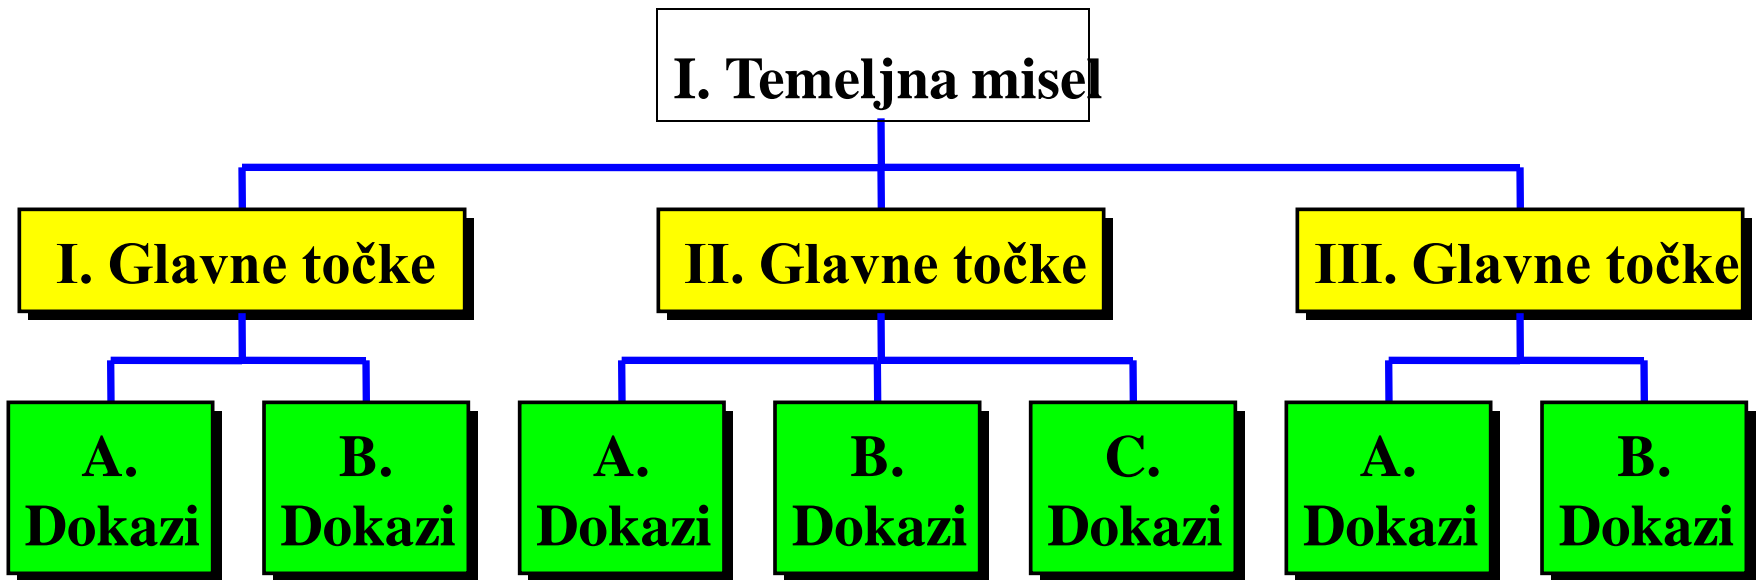 I. Temeljna misel
I. Glavne točke
II. Glavne točke
III. Glavne točke
A.
Dokazi
B.
Dokazi
A.
Dokazi
B.
Dokazi
C.
Dokazi
A.
Dokazi
B.
Dokazi